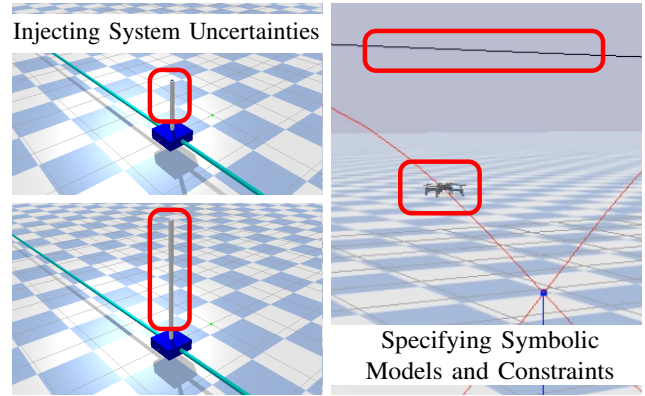 Injecting System Uncertainties
Specifying Symbolic
Models and Constraints